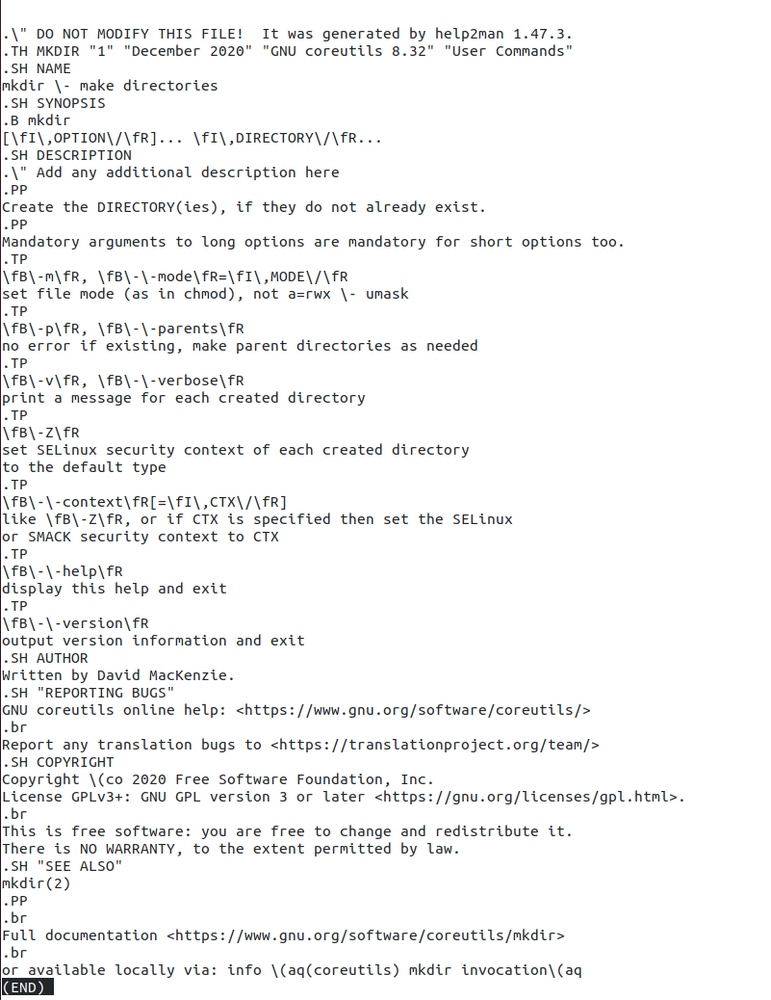 .\" DO NOT MODIFY THIS FILE!  It was generated by help2man 1.47.3.
.TH MKDIR "1" "December 2020" "GNU coreutils 8.32" "User Commands"
.SH NAME
mkdir \- make directories
.SH SYNOPSIS
.B mkdir
[\fI\,OPTION\/\fR]... \fI\,DIRECTORY\/\fR...
.SH DESCRIPTION
.\" Add any additional description here
.PP
Create the DIRECTORY(ies), if they do not already exist.
.PP
Mandatory arguments to long options are mandatory for short options too.
.TP
\fB\-m\fR, \fB\-\-mode\fR=\fI\,MODE\/\fR
set file mode (as in chmod), not a=rwx \- umask
.TP
\fB\-p\fR, \fB\-\-parents\fR
no error if existing, make parent directories as needed
.TP
\fB\-v\fR, \fB\-\-verbose\fR
print a message for each created directory
.TP
\fB\-Z\fR
set SELinux security context of each created directory
to the default type
.TP
\fB\-\-context\fR[=\fI\,CTX\/\fR]
like \fB\-Z\fR, or if CTX is specified then set the SELinux
or SMACK security context to CTX
.TP
\fB\-\-help\fR
display this help and exit
.TP
\fB\-\-version\fR
output version information and exit
.SH AUTHOR
Written by David MacKenzie.
.SH "REPORTING BUGS"
GNU coreutils online help: <https://www.gnu.org/software/coreutils/>
.br
Report any translation bugs to <https://translationproject.org/team/>
.SH COPYRIGHT
Copyright \(co 2020 Free Software Foundation, Inc.
License GPLv3+: GNU GPL version 3 or later <https://gnu.org/licenses/gpl.html>.
.br
This is free software: you are free to change and redistribute it.
There is NO WARRANTY, to the extent permitted by law.
.SH "SEE ALSO"
mkdir(2)
.PP
.br
Full documentation <https://www.gnu.org/software/coreutils/mkdir>
.br
or available locally via: info \(aq(coreutils) mkdir invocation\(aq
(END)